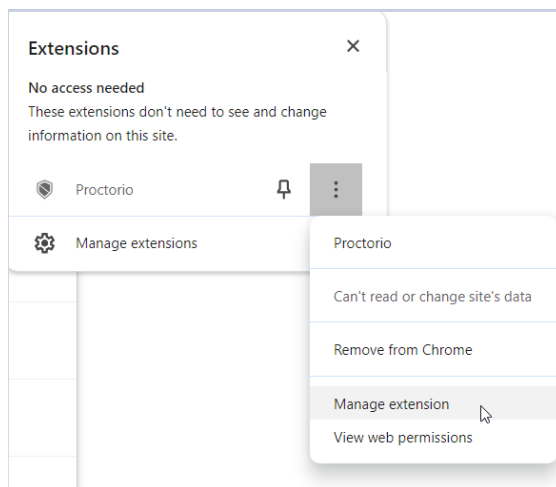 Extensions
No access needed
These extensions don't need to see and change
information on this site.
Proctorio
Manage extensions
Proctorio
Can't read or change site's data
Remove from Chrome
Manage extension
View web permissions